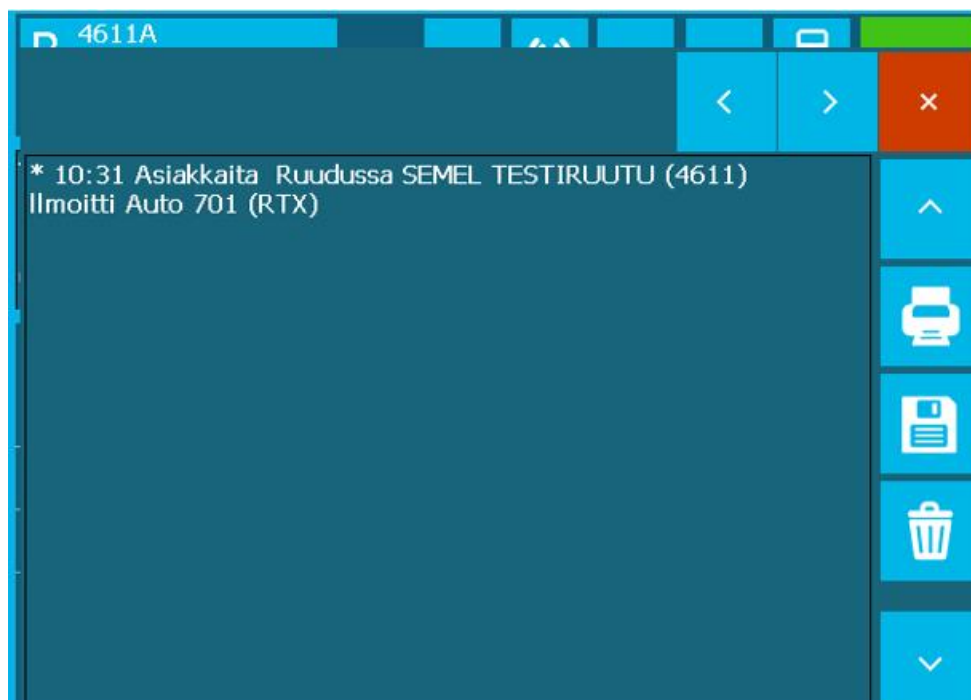 4611A
* 10:31 Asiakkaita  Ruudussa SEMEL TESTIRUUTU (4611)
Ilmoitti Auto 701 (RTX)